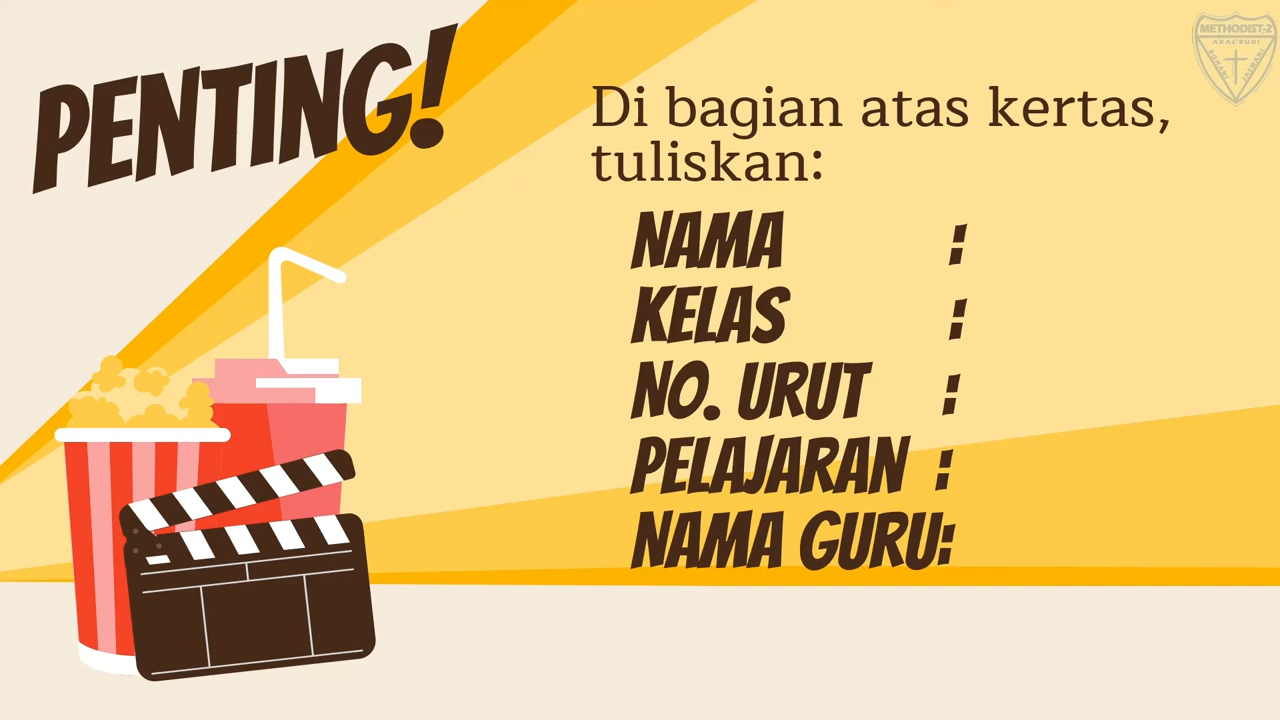 PENTING!
Di bagian atas kertas,
tuliskan:
NAMA :
KELAS :
NO. URUT :
PELAJARAN :
NAMA GURU:
METHODIST-2